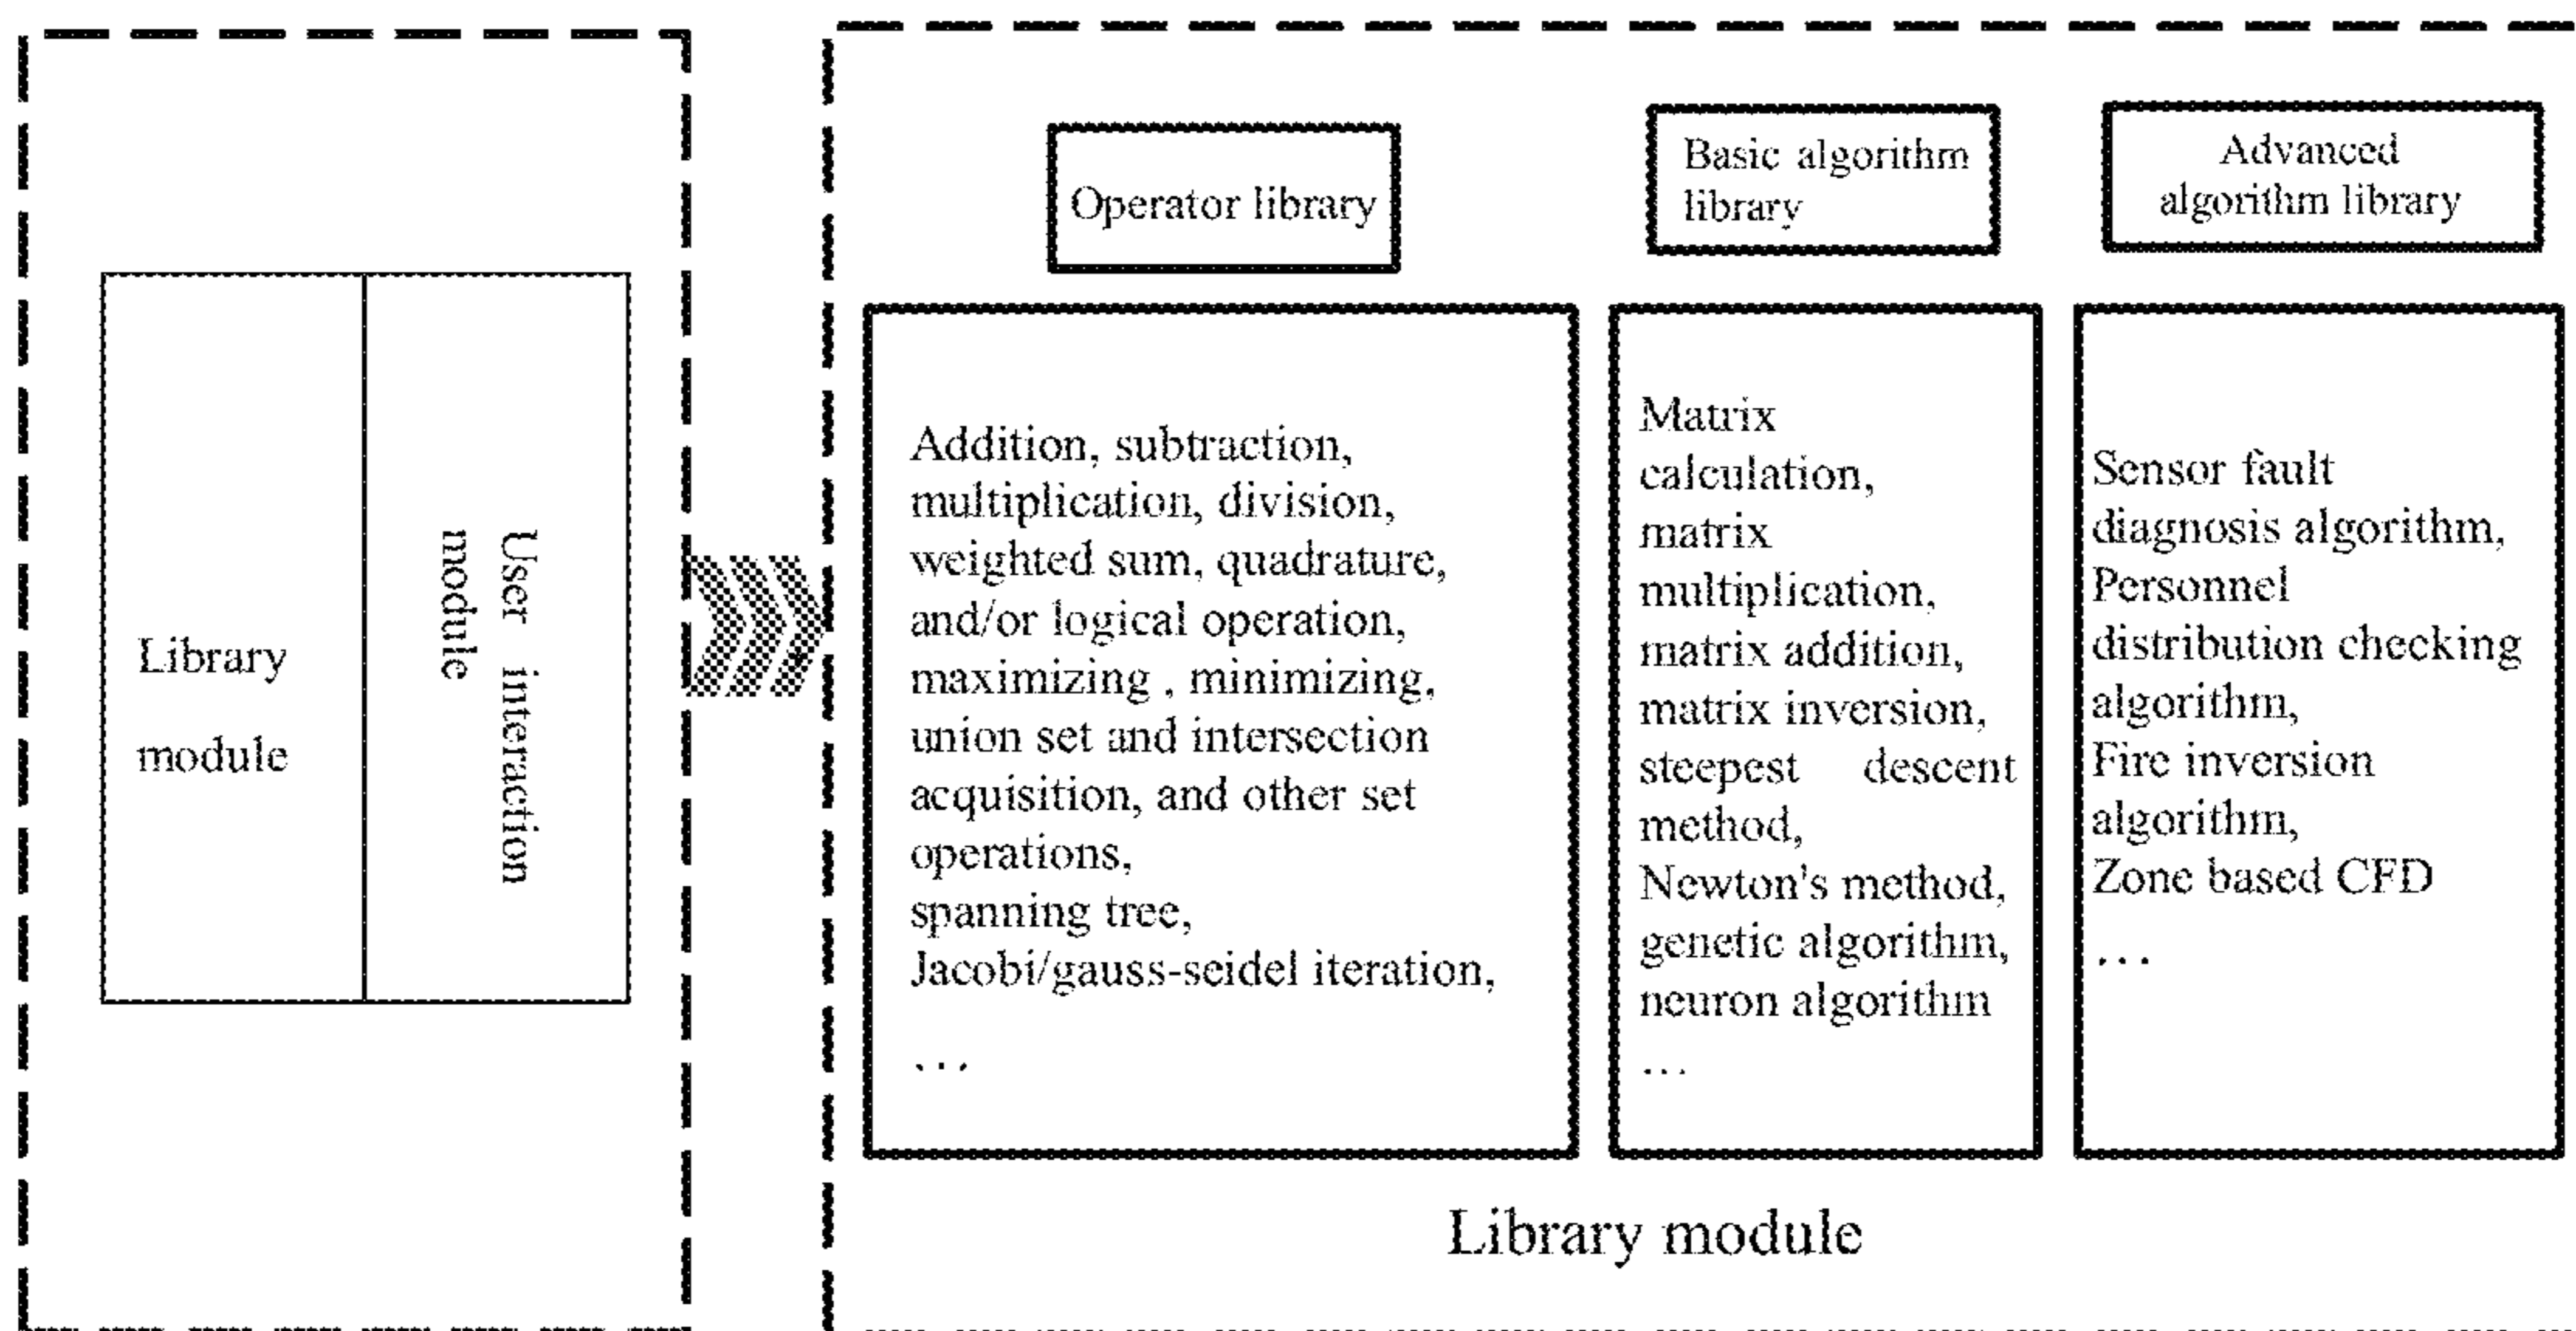 Library
module
User interaction
module
Operator library
Basic algorithm
library
Advanced
algorithm library
Addition, subtraction,
multiplication, division,
weighted sum, quadrature,
and/or logical operation,
maximizing , minimizing,
union set and intersection
acquisition, and other set
operations,
spanning tree,
Jacobi/gauss-seidel iteration,
...
Matrix
calculation,
matrix
multiplication,
matrix addition,
matrix inversion,
steepest descent
method,
Newton's method,
genetic algorithm,
neuron algorithm
...
Sensor fault
diagnosis algorithm,
Personnel
distribution checking
algorithm,
Fire inversion
algorithm,
Zone based CFD
...
Library module